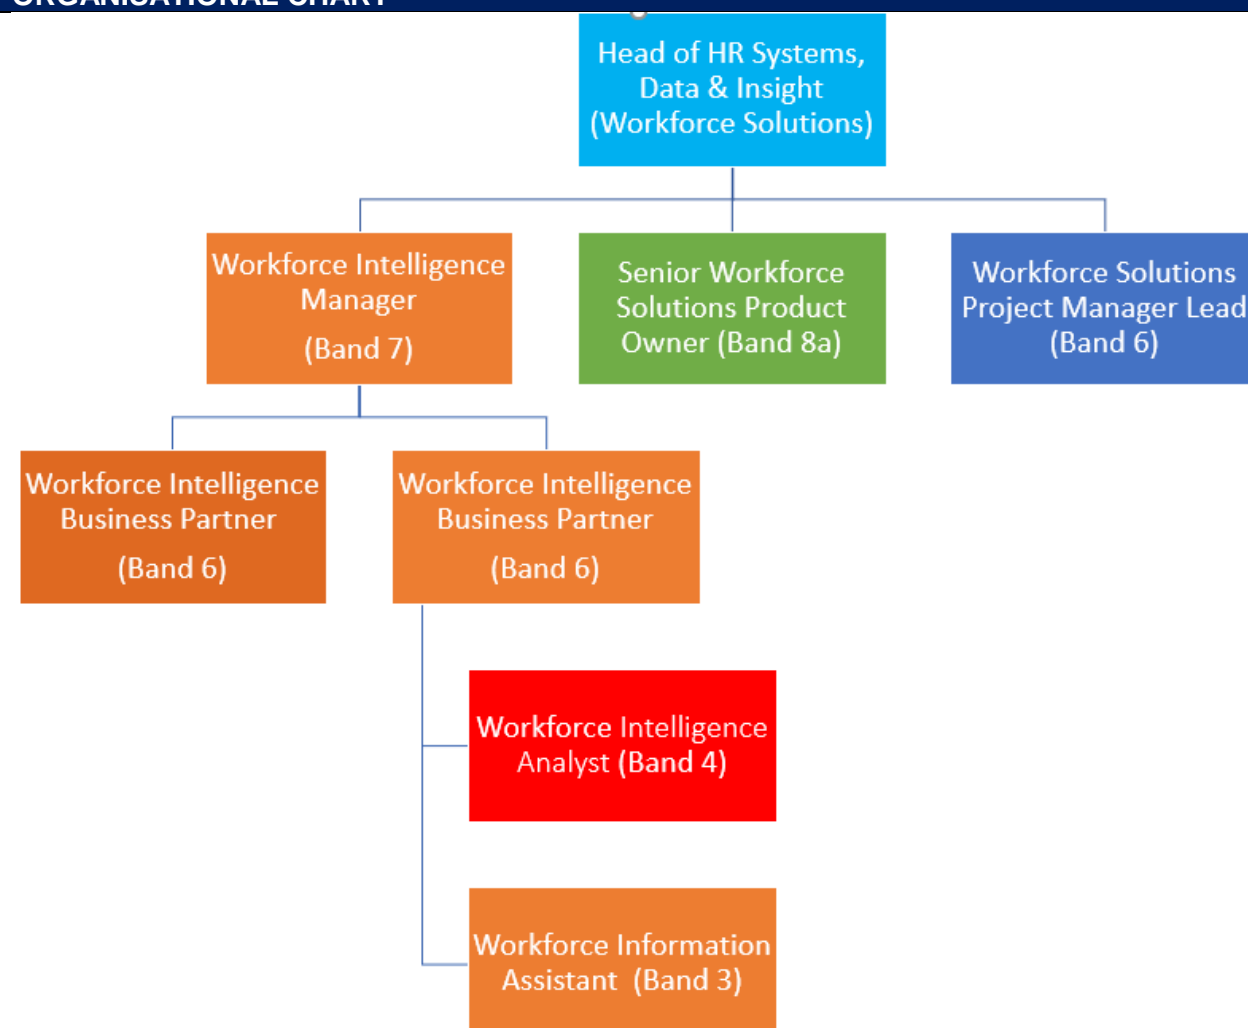 ORGANISATIONAL CHART
Head of HR Systems,
Data & Insight
(Workforce Solutions)
Workforce Intelligence
Manager
(Band 7)
Senior Workforce
Solutions Product
Owner (Band 8a)
Workforce Solutions
Project Manager Lead
(Band 6)
Workforce Intelligence
Business Partner
(Band 6)
Workforce Intelligence
Business Partner
(Band 6)
Workforce Intelligence
Analyst (Band 4)
Workforce Information
Assistant (Band 3)